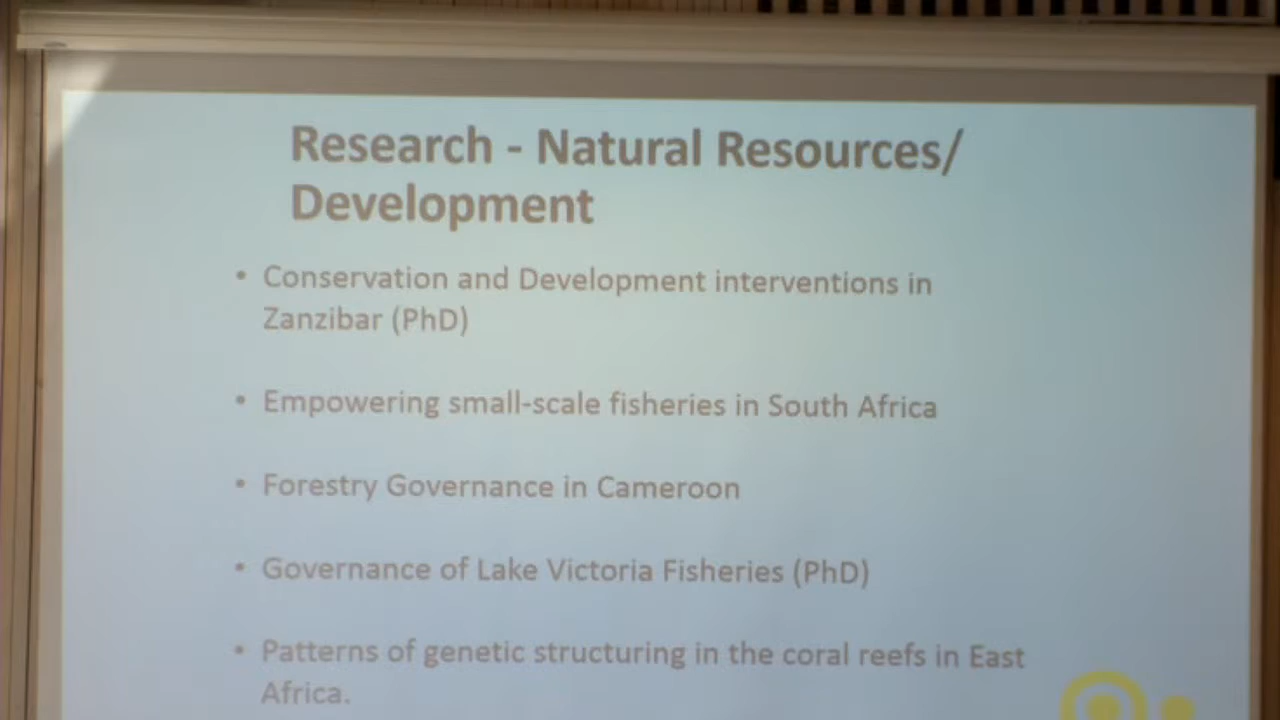 Research - Natural Resources/
Development
• Conservation and Development interventions in
Zanzibar (PhD)
• Empowering small-scale fisheries in South Africa
• Forestry Governance in Cameroon
• Governance of Lake Victoria Fisheries (PhD)
• Patterns of genetic structuring in the coral reefs in East
Africa.